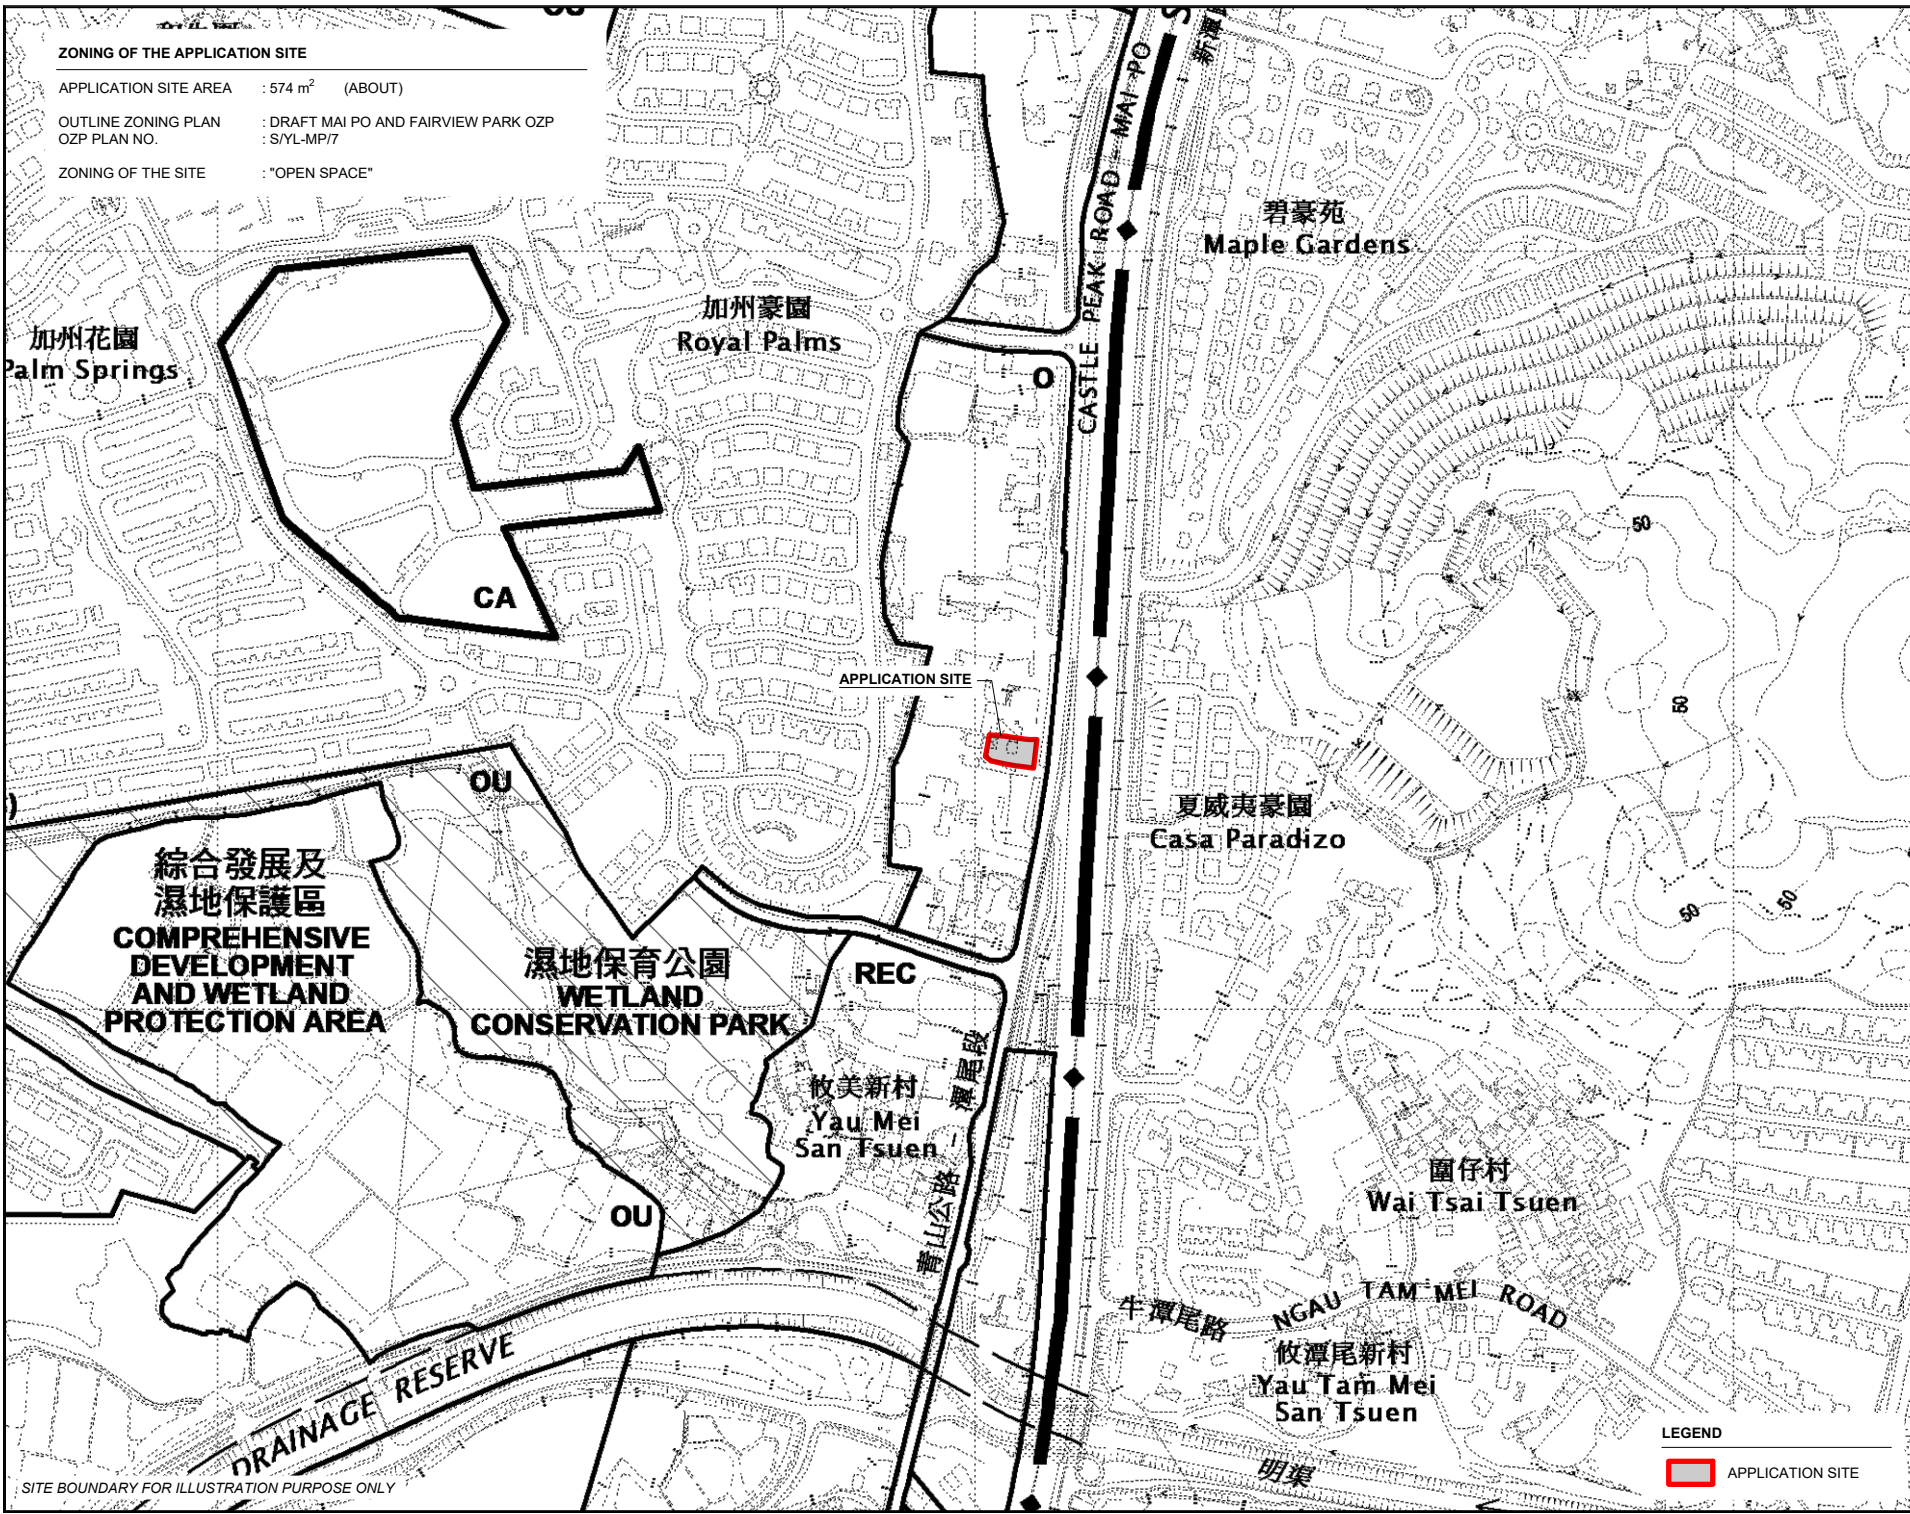 OU
ZONING OF THE APPLICATION SITE
APPLICATION SITE AREA : 574 m² (ABOUT)
OUTLINE ZONING PLAN : DRAFT MAI PO AND FAIRVIEW PARK OZP
OZP PLAN NO. : S/YL-MP/7
ZONING OF THE SITE : "OPEN SPACE"
CASTLE PEAK ROAD - MAI PO
碧豪苑
Maple Gardens
加州豪園
Royal Palms
加州花園
Palm Springs
O
50
CA
APPLICATION SITE
50
OU
夏威夷豪園
Casa Paradizo
綜合發展及
濕地保護區
COMPREHENSIVE
DEVELOPMENT
AND WETLAND
PROTECTION AREA
濕地保育公園
WETLAND
CONSERVATION PARK
REC
50
50
攸美新村
Yau Mei
San Tsuen
青山公路 - 潭尾段
圍仔村
Wai Tsai Tsuen
OU
牛潭尾路 NGAU TAM MEI ROAD
攸潭尾新村
Yau Tam Mei
San Tsuen
DRAINAGE RESERVE
明渠
SITE BOUNDARY FOR ILLUSTRATION PURPOSE ONLY
LEGEND
APPLICATION SITE